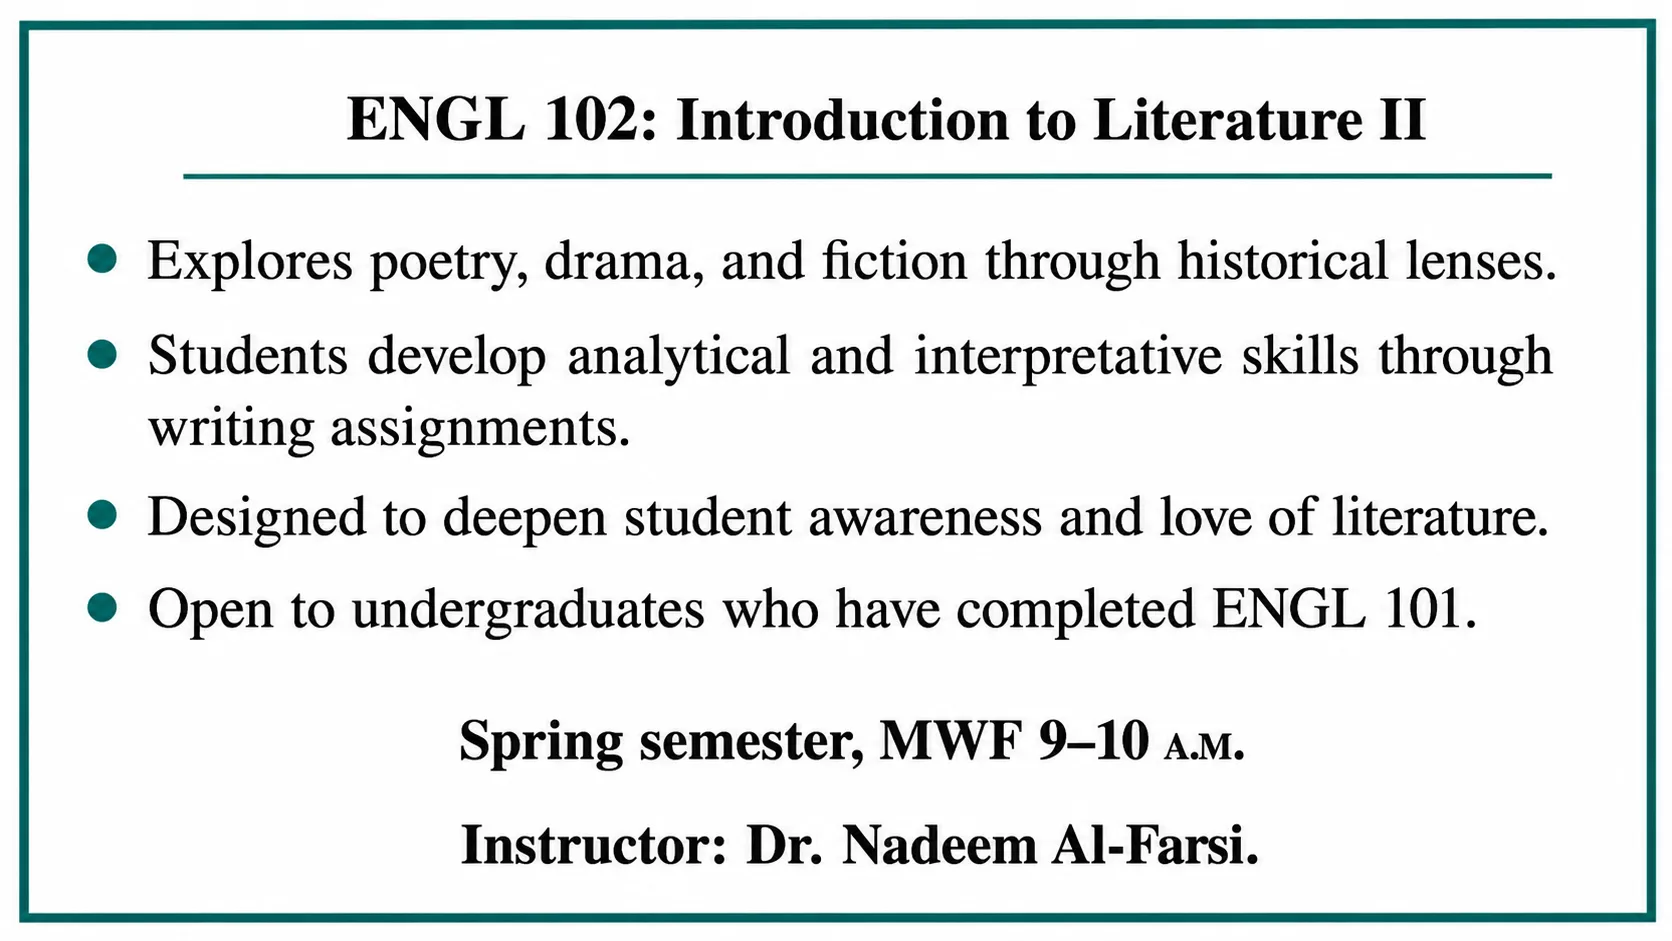 ENGL 102: Introduction to Literature II
● Explores poetry, drama, and fiction through historical lenses.
● Students develop analytical and interpretative skills through
writing assignments.
● Designed to deepen student awareness and love of literature.
● Open to undergraduates who have completed ENGL 101.
Spring semester, MWF 9–10 A.M.
Instructor: Dr. Nadeem Al-Farsi.